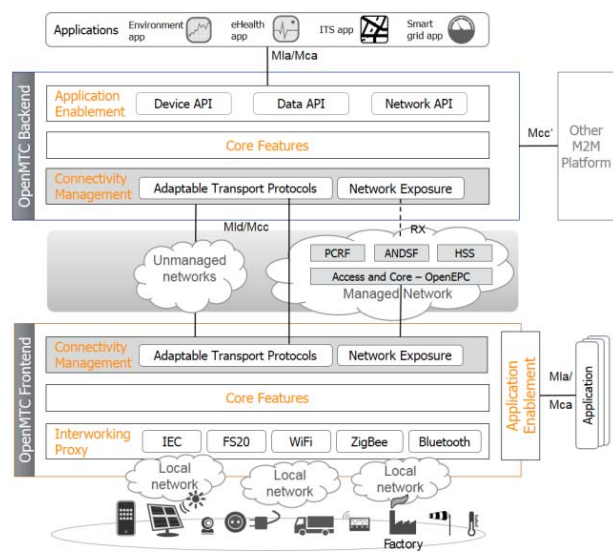 Applications
Environment
app
eHealth
app
ITS app
Smart
grid app
MIa/Mca
OpenMTC Backend
Application
Enablement
Device API
Data API
Network API
Core Features
Connectivity
Management
Adaptable Transport Protocols
Network Exposure
Mcc'
Other
M2M
Platform
MId/Mcc
RX
Unmanaged
networks
PCRF
ANDSF
HSS
Access and Core – OpenEPC
Managed Network
OpenMTC Frontend
Connectivity
Management
Adaptable Transport Protocols
Network Exposure
Core Features
Interworking
Proxy
IEC
FS20
WiFi
ZigBee
Bluetooth
Application
Enablement
MIa/
Mca
Application
Local
network
Local
network
Local
network
Factory